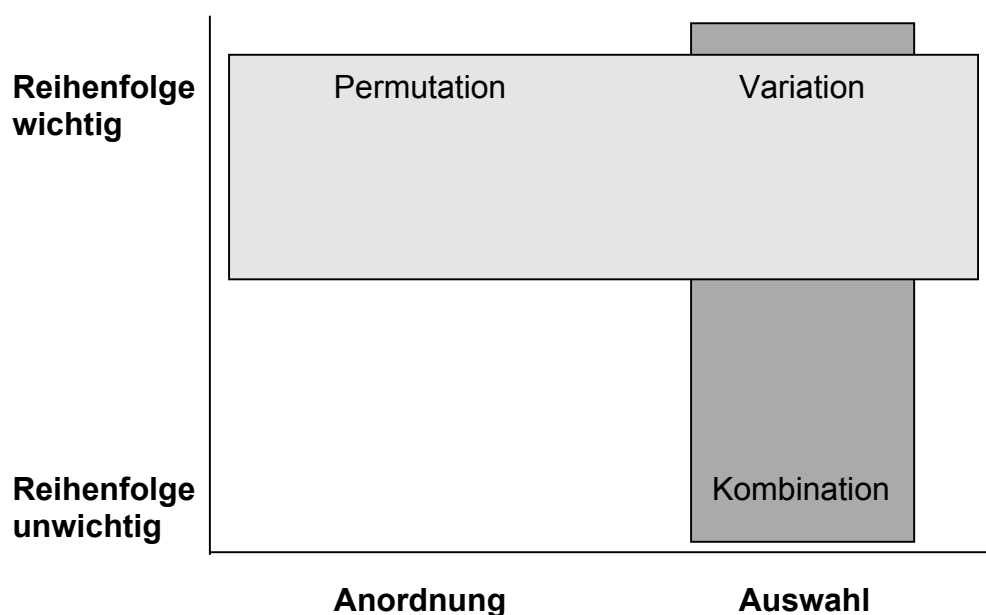 Reihenfolge
wichtig
Permutation
Variation
Reihenfolge
unwichtig
Kombination
Anordnung
Auswahl